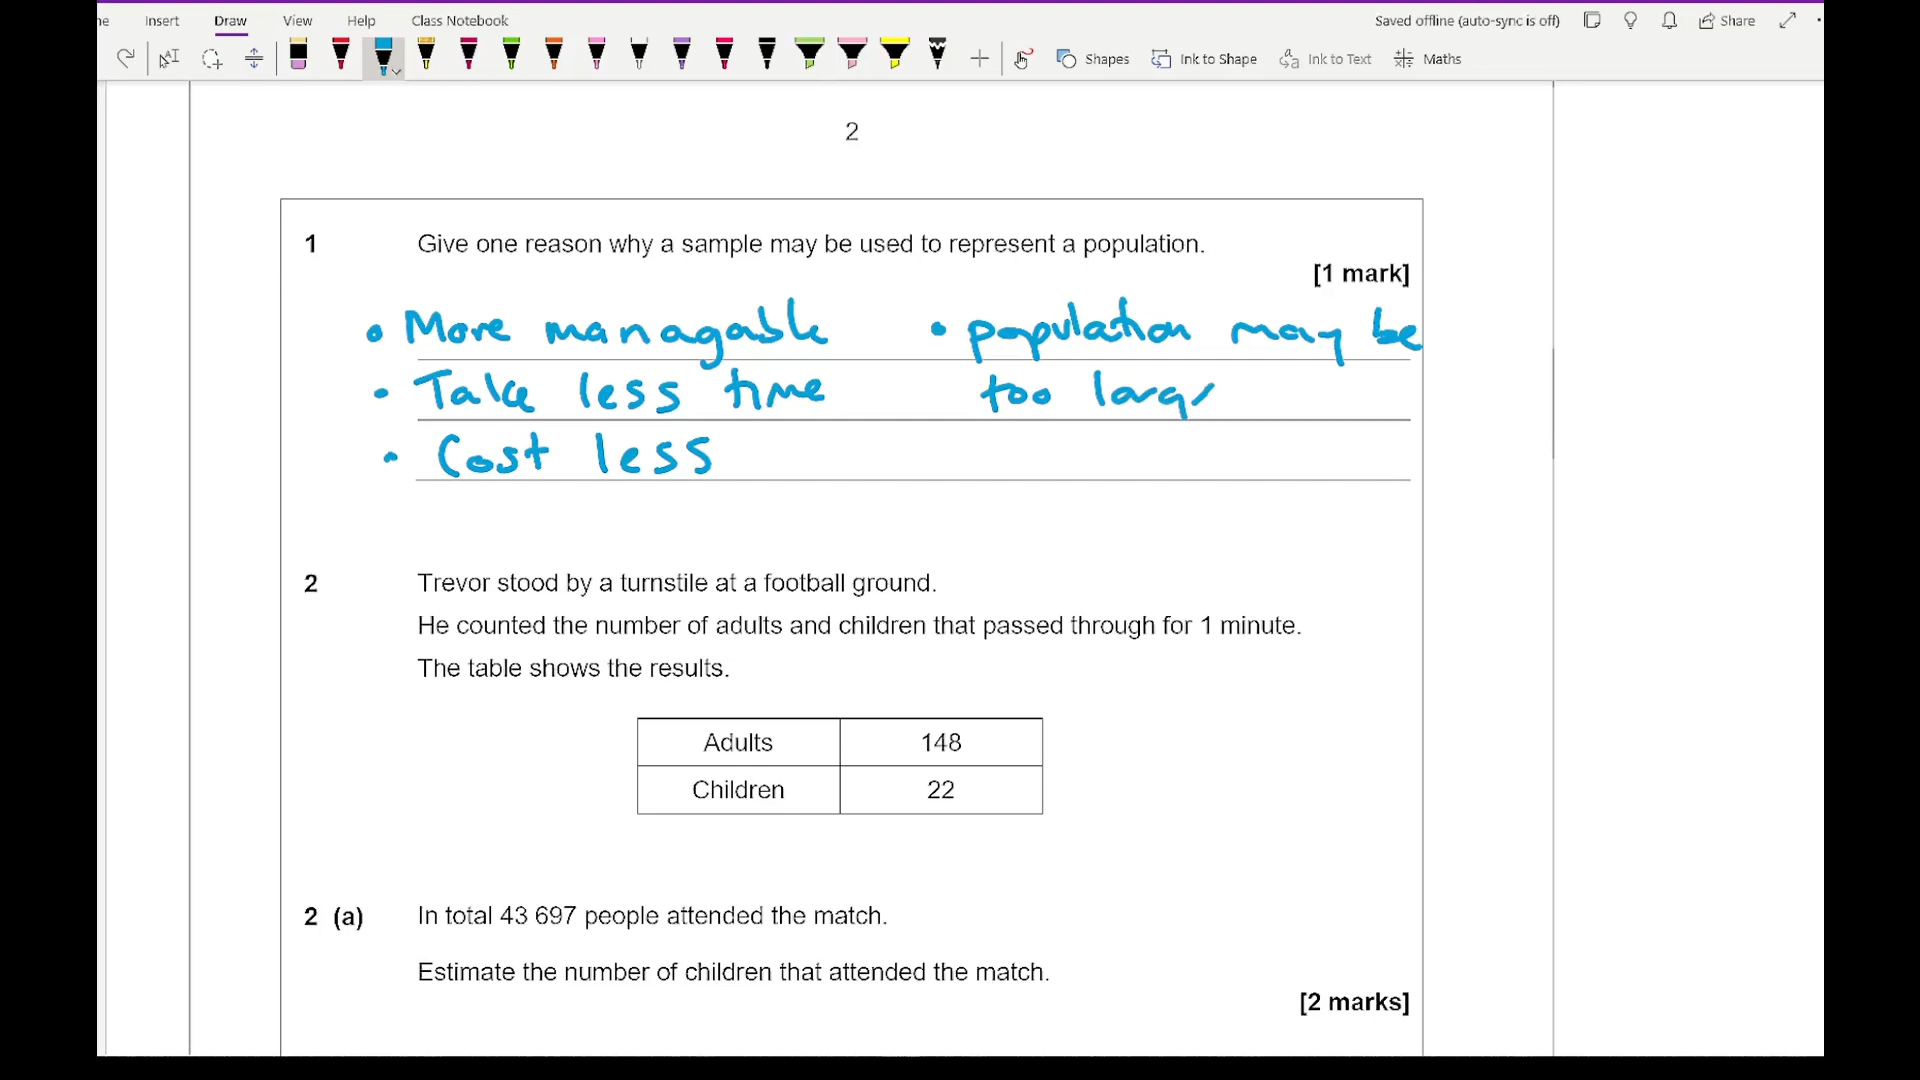 Insert Draw View Help Class Notebook Saved offline (auto-sync is off) Share
Shapes Ink to Shape Ink to Text Maths
2
1 Give one reason why a sample may be used to represent a population.
[1 mark]
• More managable • population may be
• Take less time too larg
• Cost less
2 Trevor stood by a turnstile at a football ground.
He counted the number of adults and children that passed through for 1 minute.
The table shows the results.
Adults 148
Children 22
2 (a) In total 43 697 people attended the match.
Estimate the number of children that attended the match.
[2 marks]